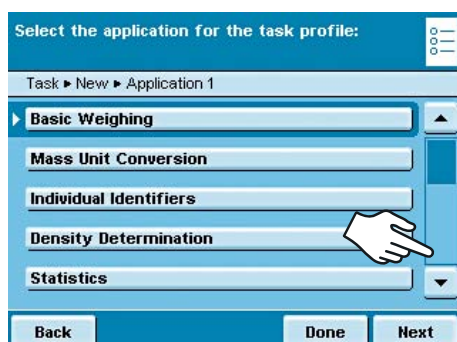 Select the application for the task profile:
Task ▸ New ▸ Application 1
Basic Weighing
Mass Unit Conversion
Individual Identifiers
Density Determination
Statistics
Back Done Next